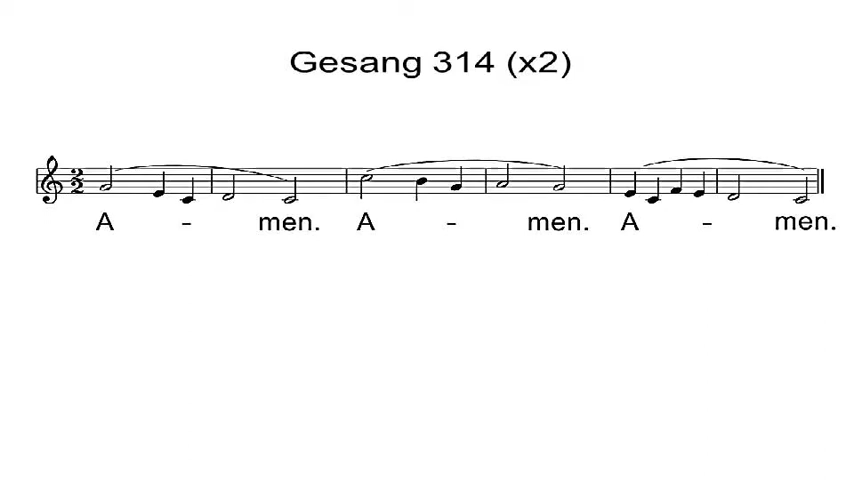 Gesang 314 (x2)
A - men. A - men. A - men.